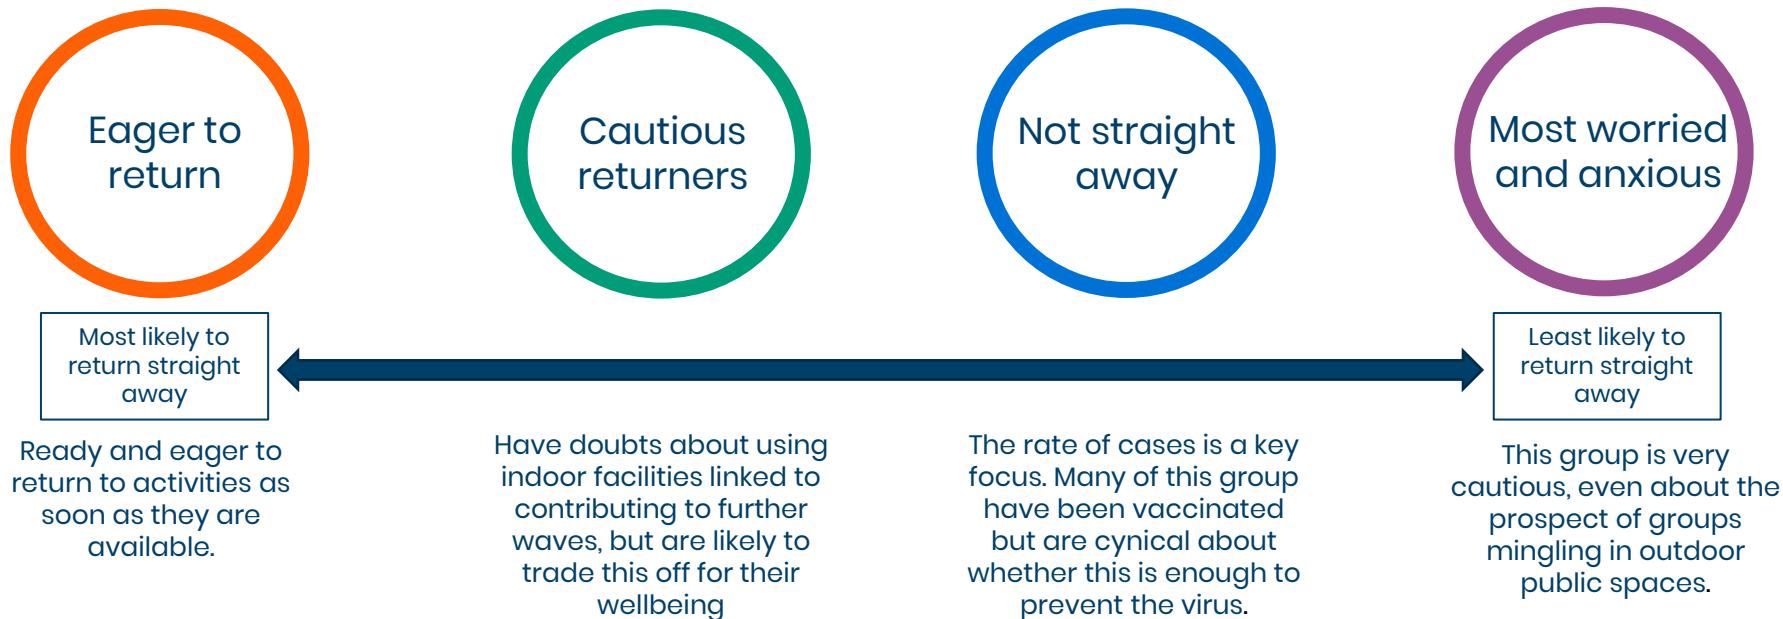 Eager to
return
Cautious
returners
Not straight
away
Most worried
and anxious
Most likely to
return straight
away
Least likely to
return straight
away
Ready and eager to
return to activities as
soon as they are
available.
Have doubts about using
indoor facilities linked to
contributing to further
waves, but are likely to
trade this off for their
wellbeing
The rate of cases is a key
focus. Many of this group
have been vaccinated
but are cynical about
whether this is enough to
prevent the virus.
This group is very
cautious, even about the
prospect of groups
mingling in outdoor
public spaces.